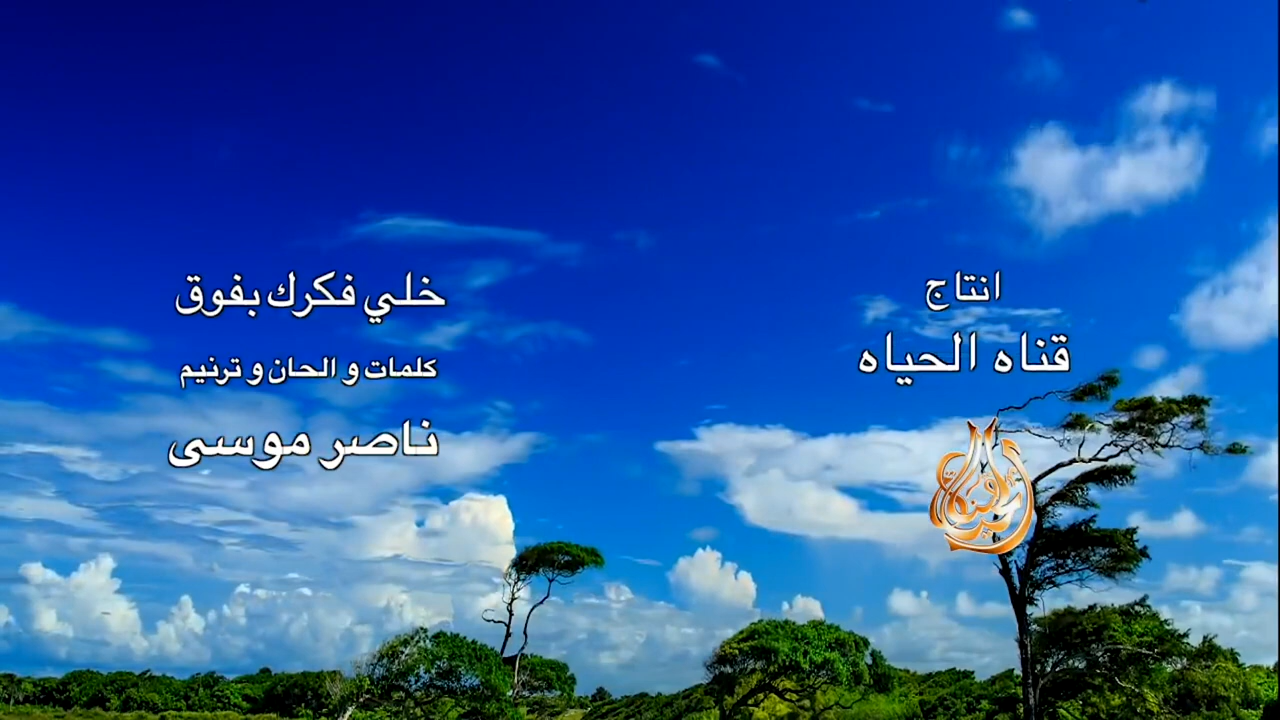 انتاج
قناه الحياه
خلي فكرك بفوق
كلمات و الحان و ترنيم
ناصر موسى